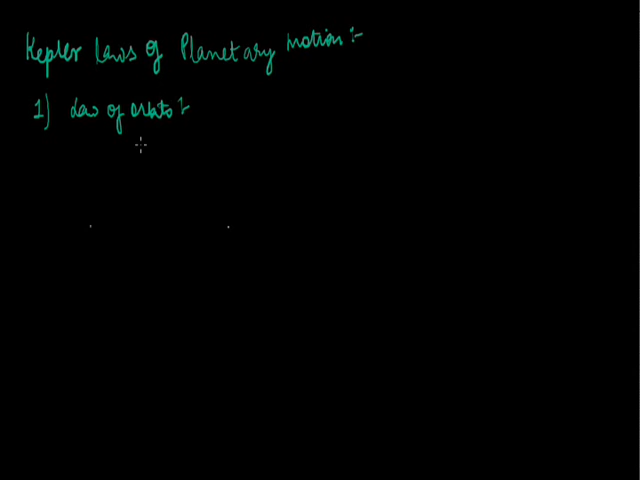 Kepler Laws of Planetary motion :-
1) Law of orbits :-